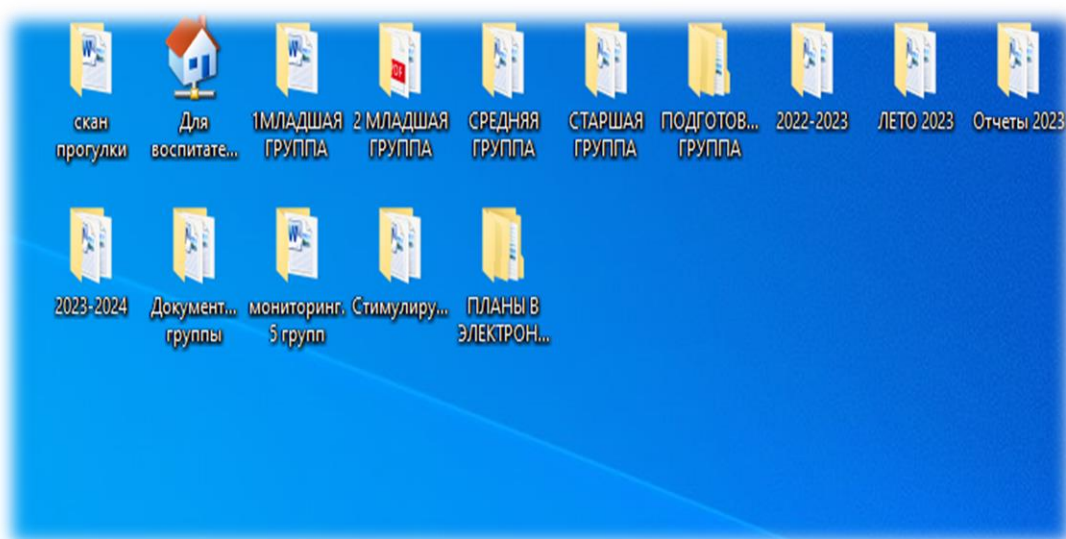 скан прогулки
Для воспитате...
1МЛАДШАЯ ГРУППА
2 МЛАДШАЯ ГРУППА
СРЕДНЯЯ ГРУППА
СТАРШАЯ ГРУППА
ПОДГОТОВ... ГРУППА
2022-2023
ЛЕТО 2023
Отчеты 2023
2023-2024
Документ... группы
мониторинг. 5 групп
Стимулиру...
ПЛАНЫ В ЭЛЕКТРОН...